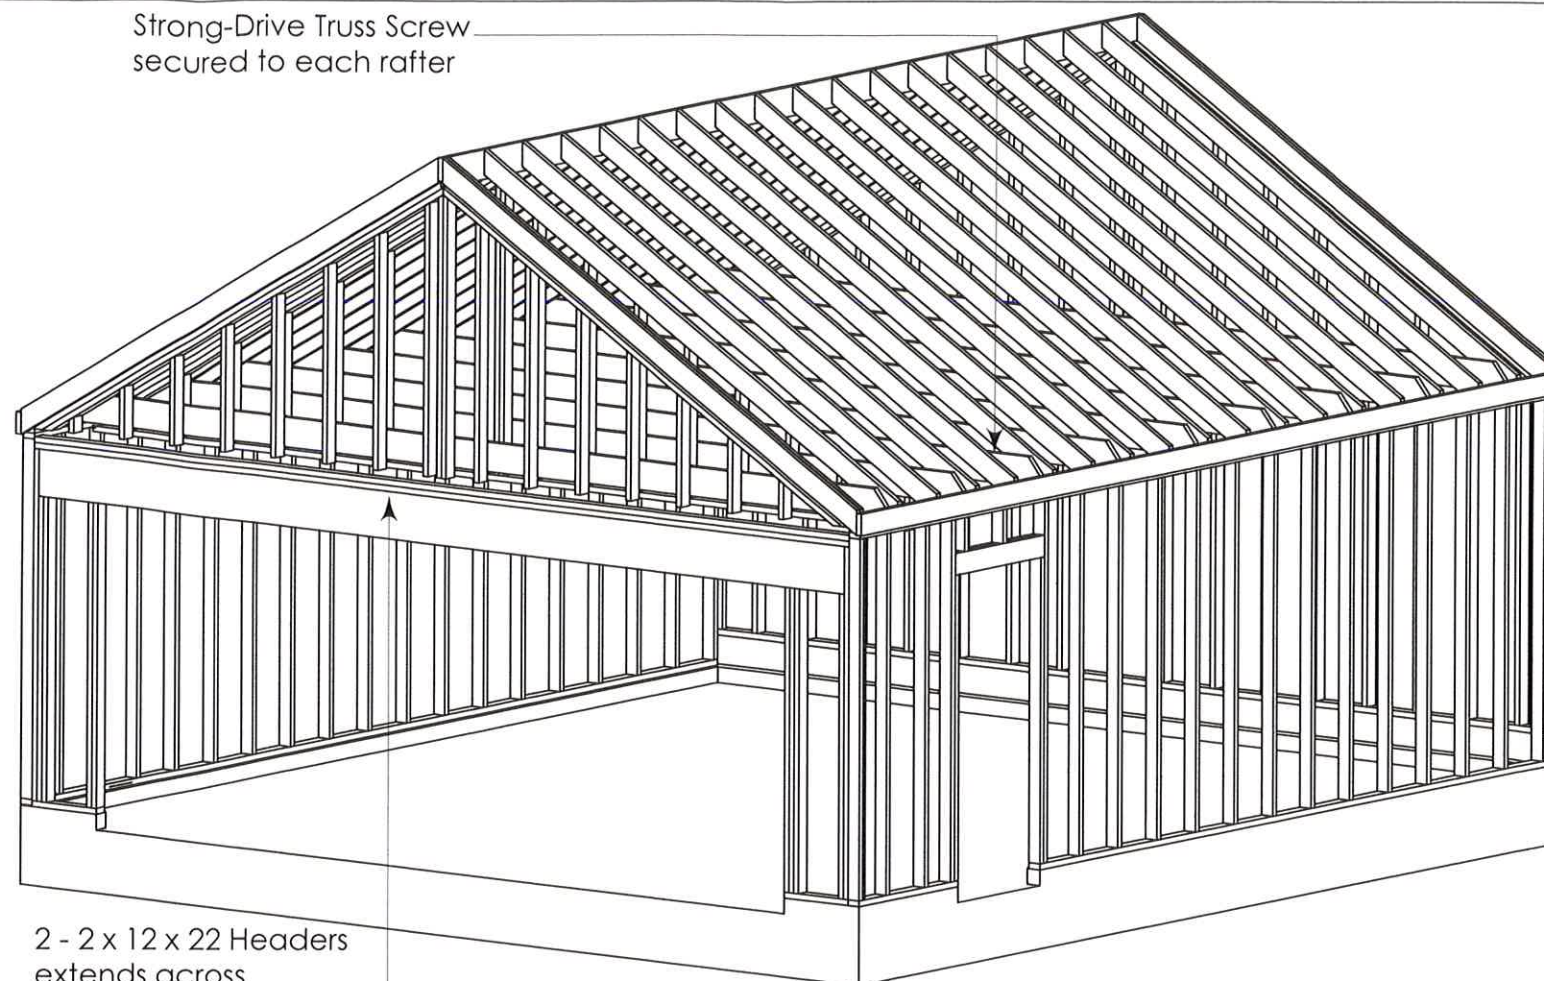 Strong-Drive Truss Screw
secured to each rafter
2 - 2 x 12 x 22 Headers
extends across